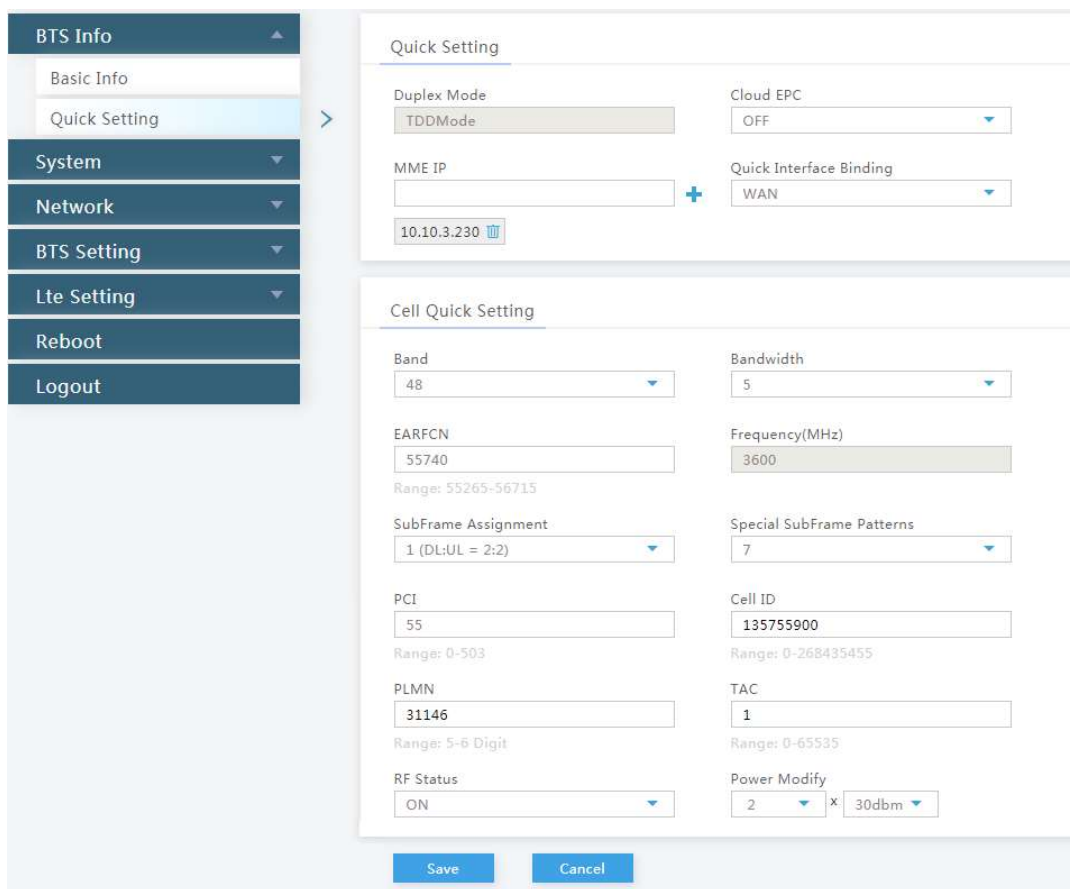 BTS Info
Basic Info
Quick Setting
System
Network
BTS Setting
Lte Setting
Reboot
Logout
Quick Setting
Duplex Mode
Cloud EPC
TDDMode
OFF
MME IP
Quick Interface Binding
WAN
10.10.3.230
Cell Quick Setting
Band
Bandwidth
48
5
EARFCN
Frequency(MHz)
55740
3600
Range: 55265-56715
SubFrame Assignment
Special SubFrame Patterns
1 (DL:UL = 2:2)
7
PCI
Cell ID
55
135755900
Range: 0-503
Range: 0-268435455
PLMN
TAC
31146
1
Range: 5-6 Digit
Range: 0-65535
RF Status
Power Modify
ON
2 x 30dbm
Save
Cancel